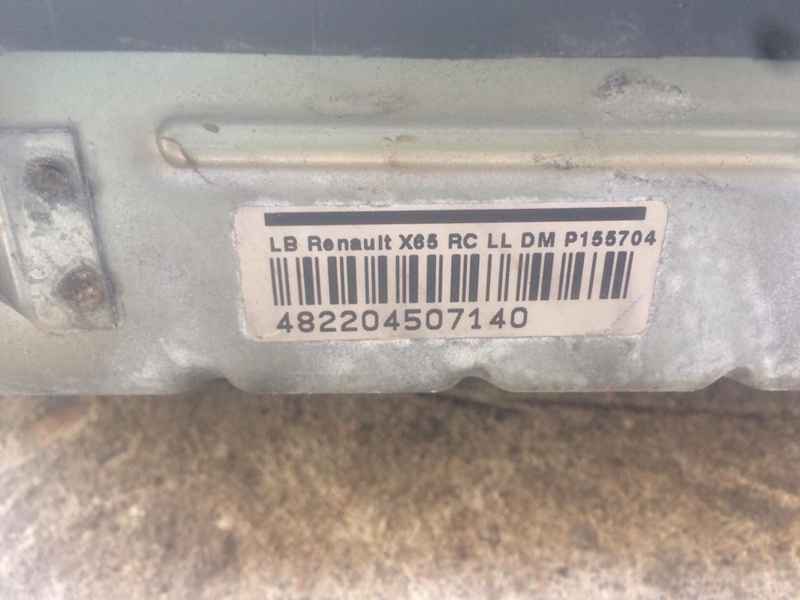 LB Renault X65 RC LL DM P155704
482204507140